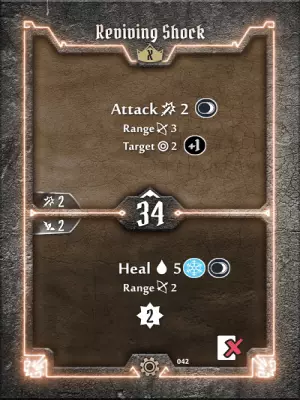 Reviving Shock
X
Attack 2
Range 3
Target 2 +1
2
34
2
Heal 5
Range 2
2
042